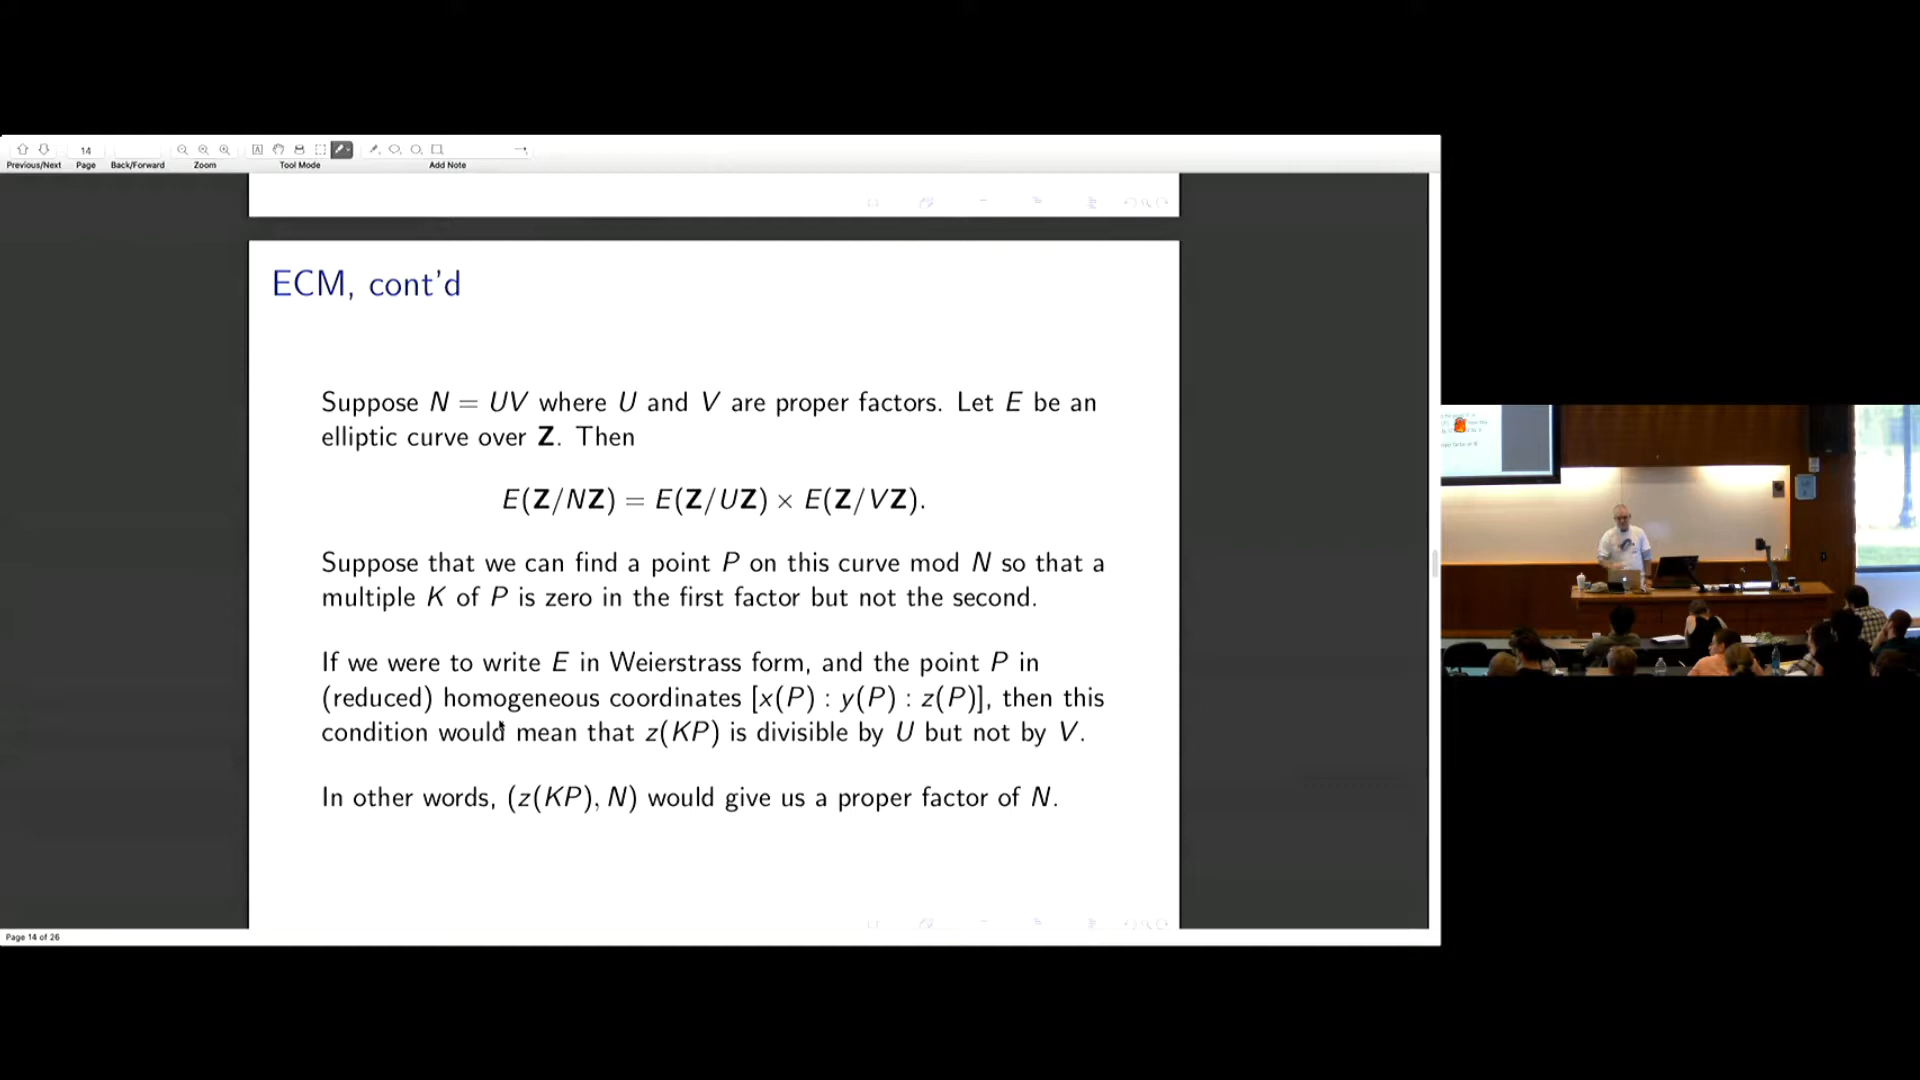 14
Previous/Next Page Back/Forward Zoom Tool Mode Add Note
ECM, cont'd
Suppose N = UV where U and V are proper factors. Let E be an
elliptic curve over Z. Then
E(Z/NZ) = E(Z/UZ) × E(Z/VZ).
Suppose that we can find a point P on this curve mod N so that a
multiple K of P is zero in the first factor but not the second.
If we were to write E in Weierstrass form, and the point P in
(reduced) homogeneous coordinates [x(P) : y(P) : z(P)], then this
condition would mean that z(KP) is divisible by U but not by V.
In other words, (z(KP), N) would give us a proper factor of N.
Page 14 of 26